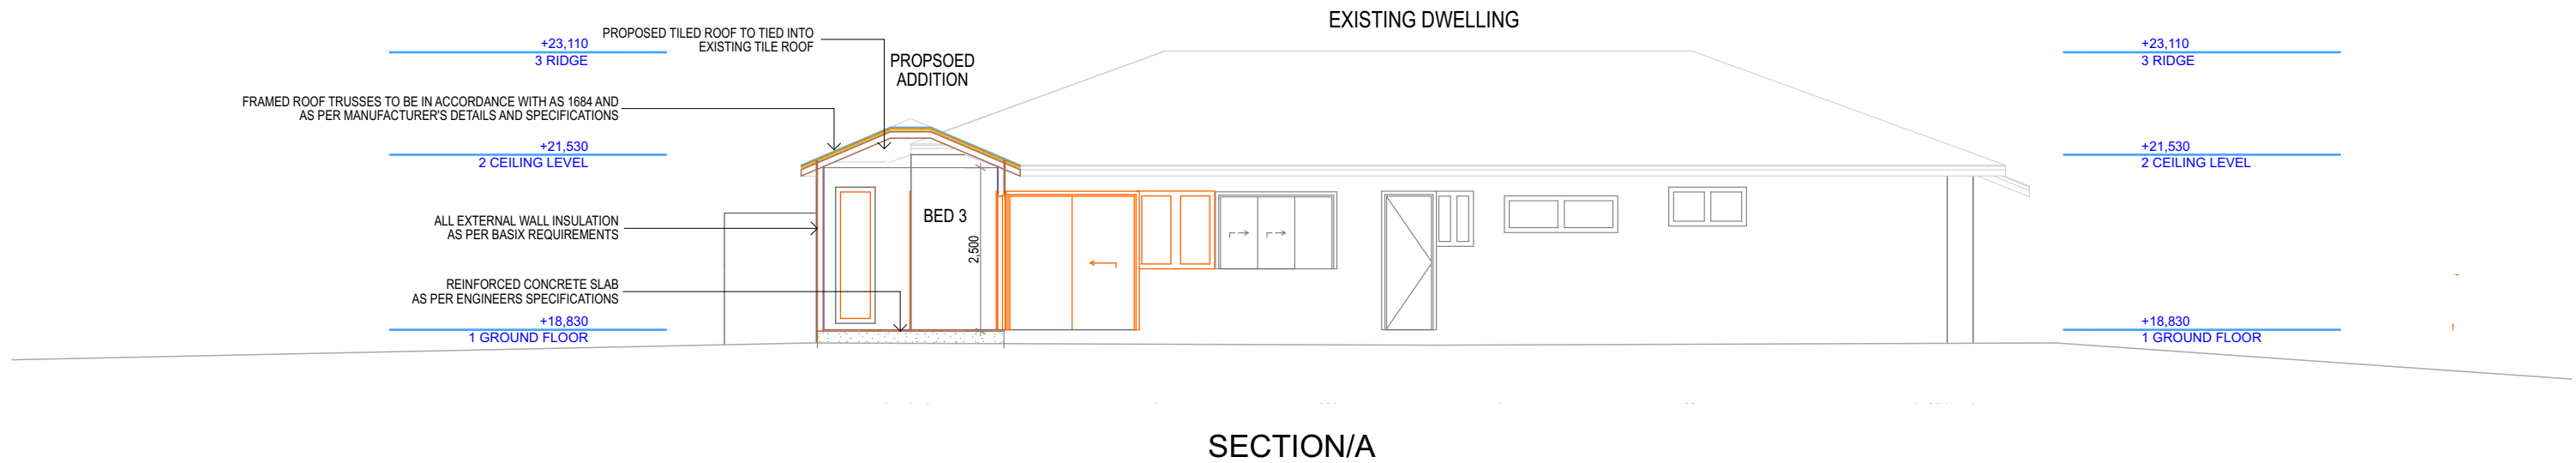 EXISTING DWELLING
+23,110
3 RIDGE
PROPOSED TILED ROOF TO TIED INTO
EXISTING TILE ROOF
PROPSOED
ADDITION
+23,110
3 RIDGE
FRAMED ROOF TRUSSES TO BE IN ACCORDANCE WITH AS 1684 AND
AS PER MANUFACTURER'S DETAILS AND SPECIFICATIONS
+21,530
2 CEILING LEVEL
+21,530
2 CEILING LEVEL
ALL EXTERNAL WALL INSULATION
AS PER BASIX REQUIREMENTS
BED 3
2,500
REINFORCED CONCRETE SLAB
AS PER ENGINEERS SPECIFICATIONS
+18,830
1 GROUND FLOOR
+18,830
1 GROUND FLOOR
SECTION/A